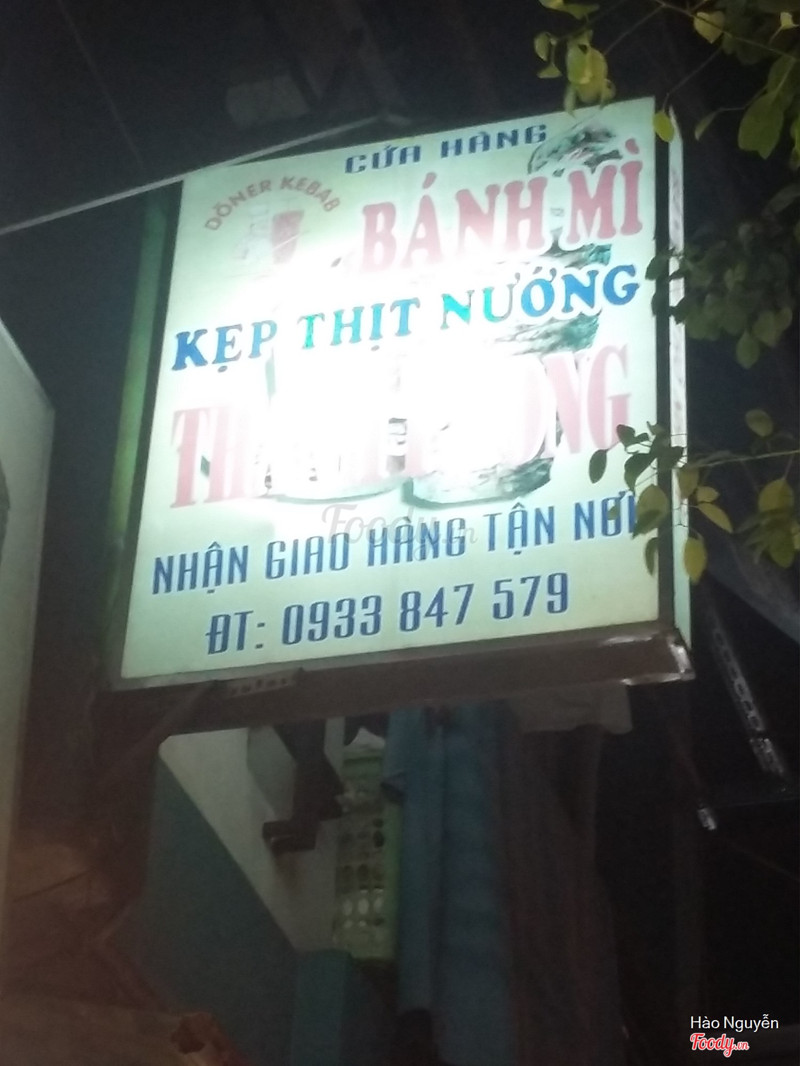 CỬA HÀNG
DÖNER KEBAB
BÁNH MÌ
KẸP THỊT NƯỚNG
NHẬN GIAO HÀNG TẬN NƠI
ĐT: 0933 847 579
Foody.vn
Hào Nguyễn
Foody.vn